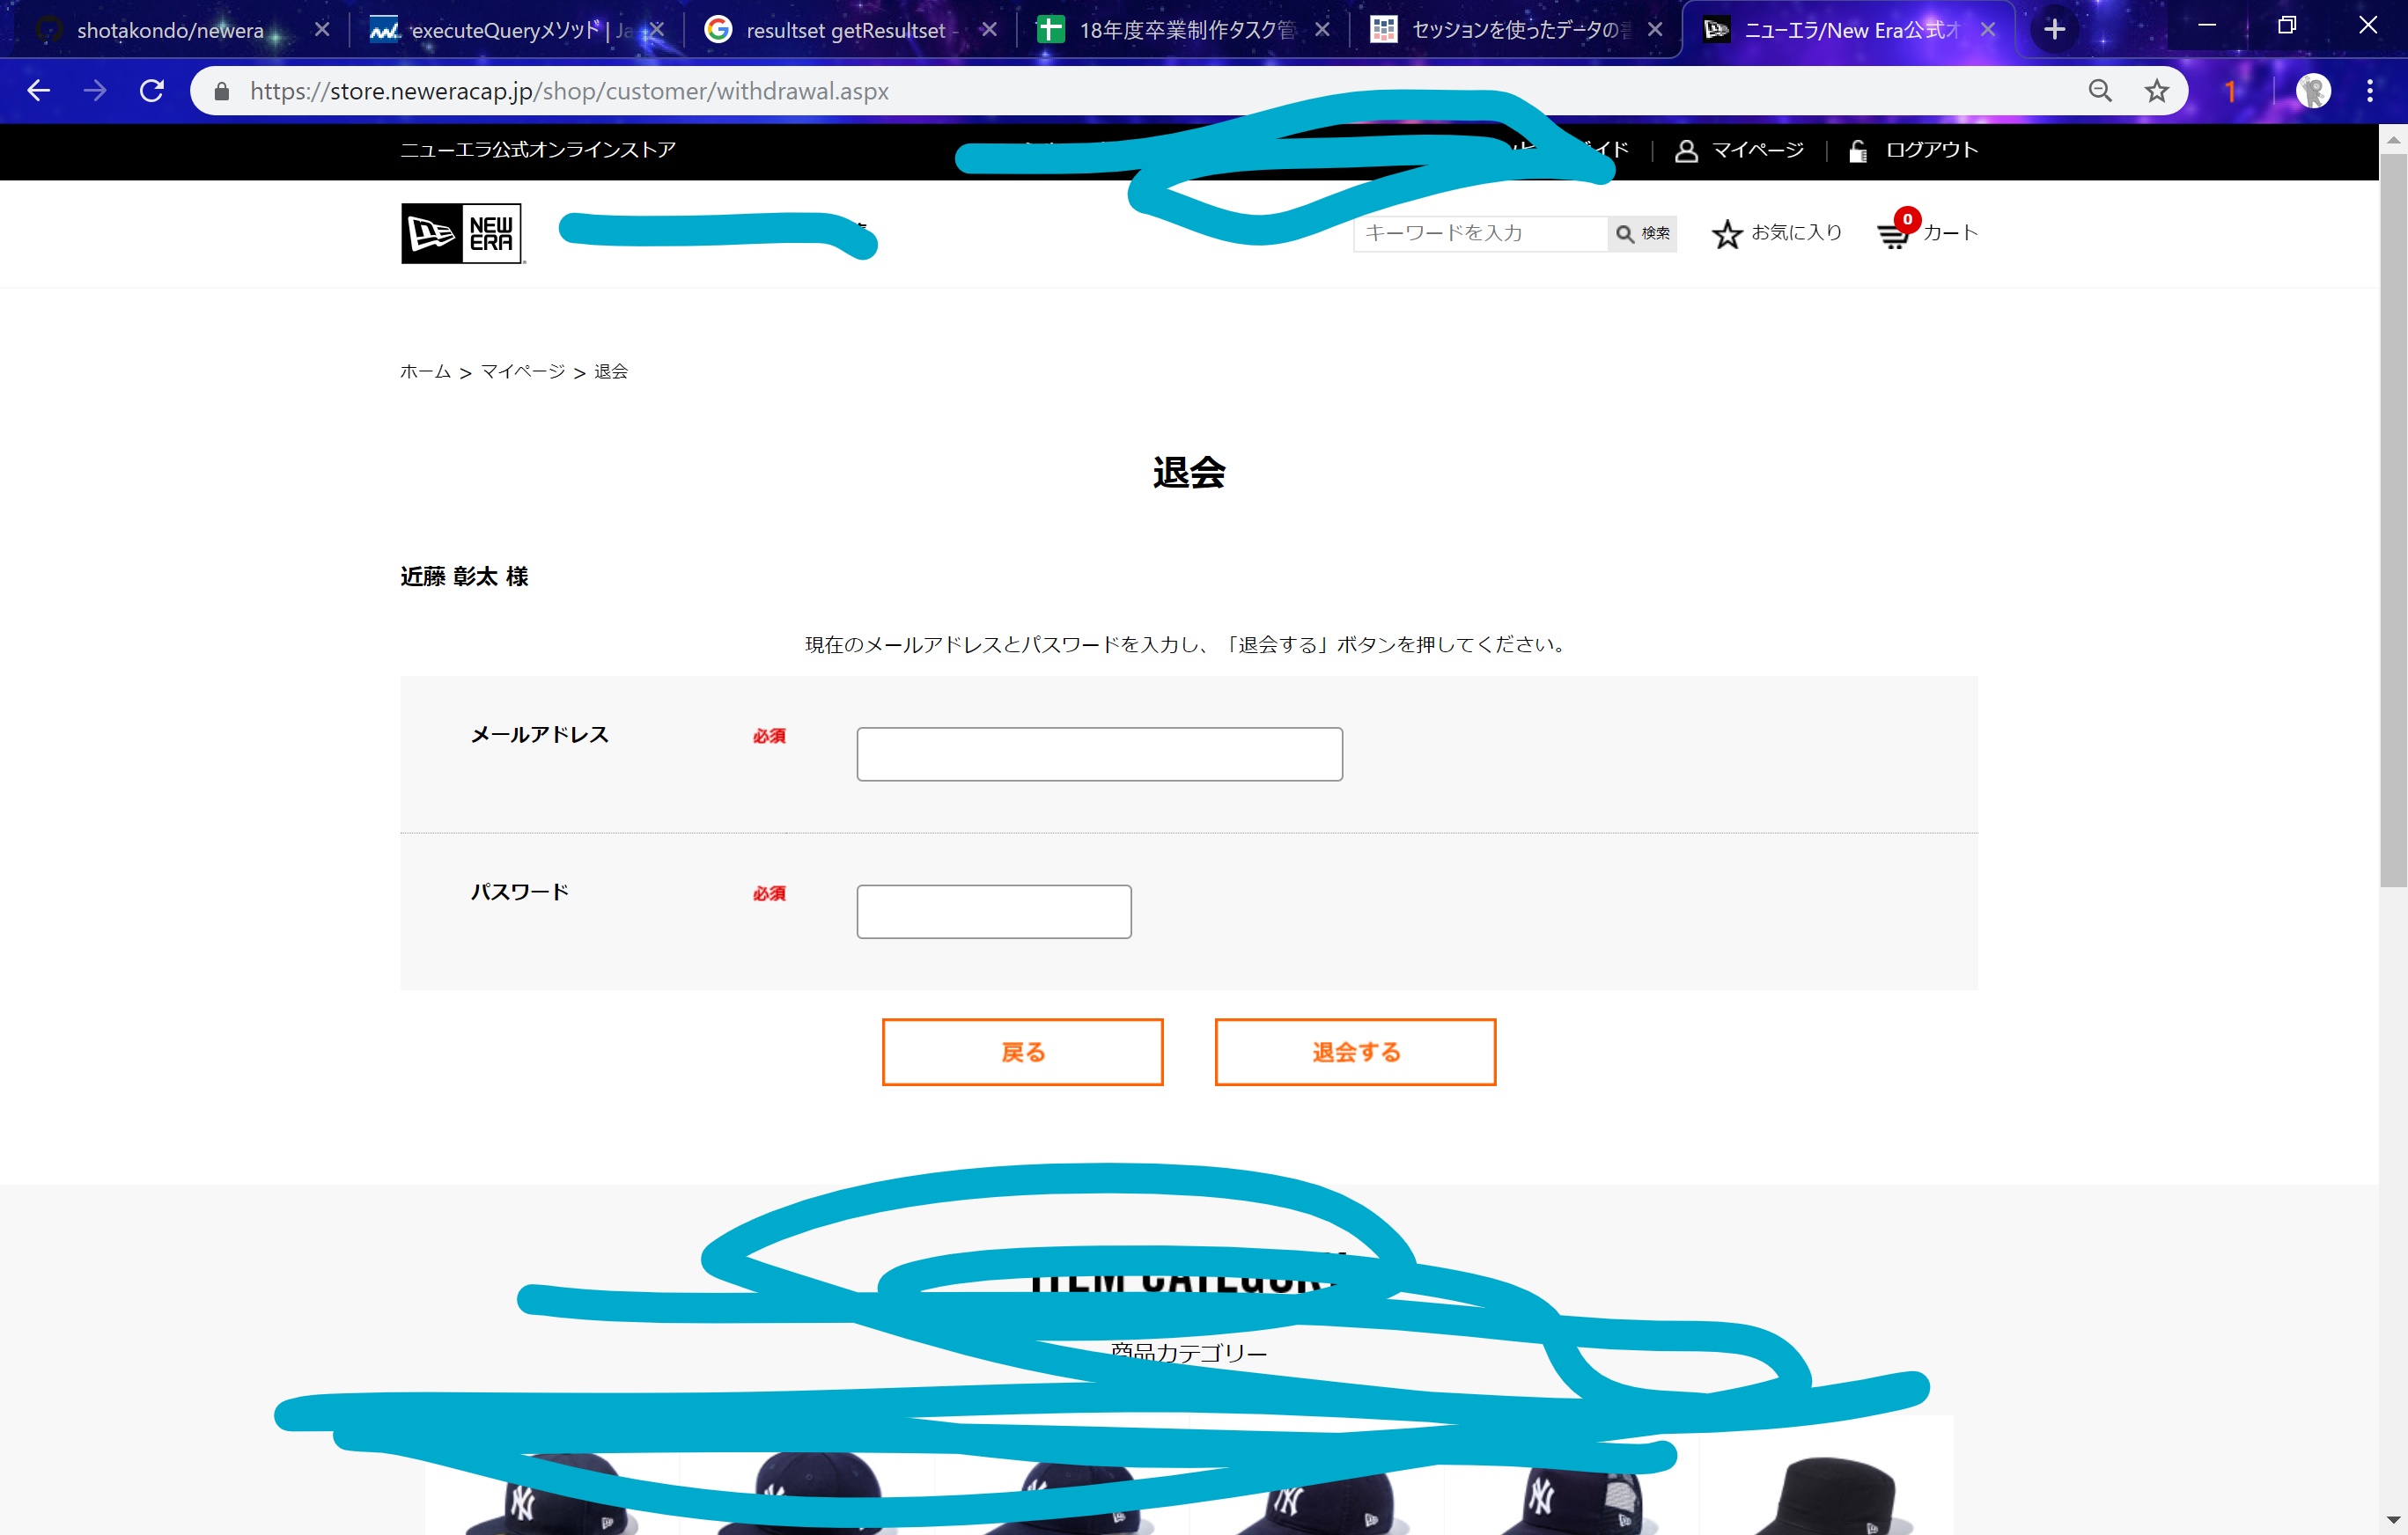 shotakondo/newera
executeQueryメソッド | Ja
resultset getResultset -
18年度卒業制作タスク管
セッションを使ったデータの
ニューエラ/New Era公式オ
https://store.neweracap.jp/shop/customer/withdrawal.aspx
1
ニューエラ公式オンラインストア
イド
マイページ
ログアウト
NEW ERA
キーワードを入力
検索
お気に入り
0
カート
ホーム > マイページ > 退会
退会
近藤 彰太 様
現在のメールアドレスとパスワードを入力し、「退会する」ボタンを押してください。
メールアドレス 必須
パスワード 必須
戻る
退会する
ITEM CATEGORY
商品カテゴリー